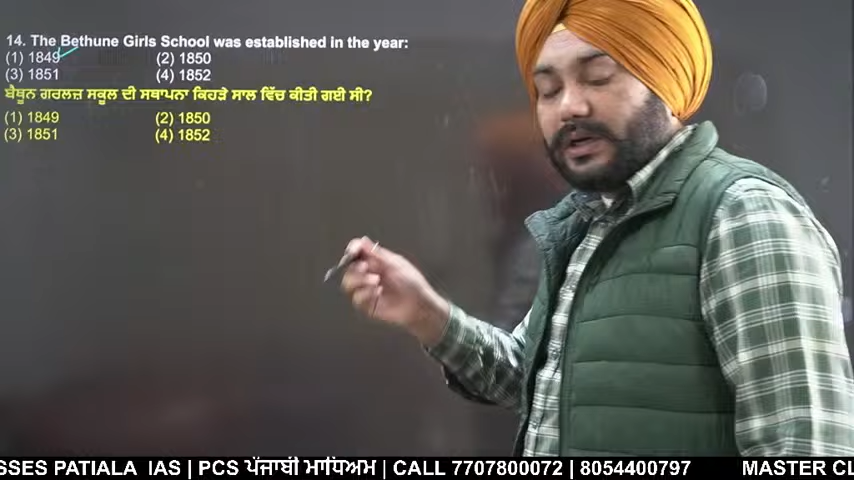 14. The Bethune Girls School was established in the year:
(1) 1849 (2) 1850
(3) 1851 (4) 1852
ਬੈਥੂਨ ਗਰਲਜ਼ ਸਕੂਲ ਦੀ ਸਥਾਪਨਾ ਕਿਹੜੇ ਸਾਲ ਵਿੱਚ ਕੀਤੀ ਗਈ ਸੀ?
(1) 1849 (2) 1850
(3) 1851 (4) 1852
SSES PATIALA IAS | PCS ਪੰਜਾਬੀ ਮਾਧਿਅਮ | CALL 7707800072 | 8054400797 MASTER CL